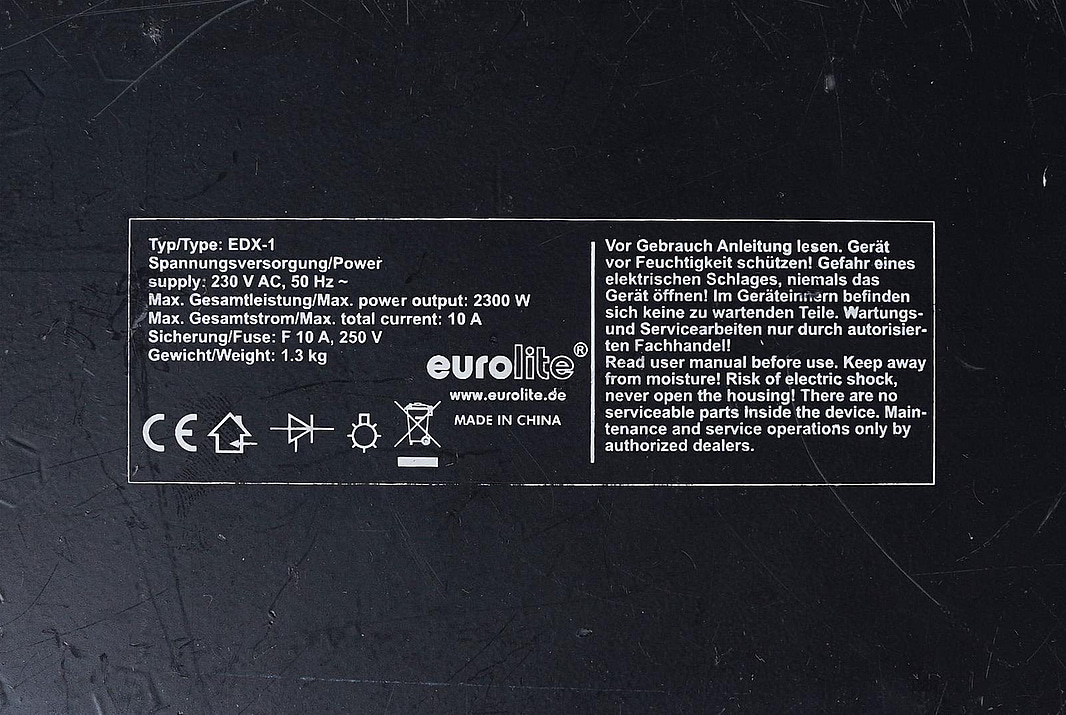 Typ/Type: EDX-1
Spannungsversorgung/Power
supply: 230 V AC, 50 Hz ~
Max. Gesamtleistung/Max. power output: 2300 W
Max. Gesamtstrom/Max. total current: 10 A
Sicherung/Fuse: F 10 A, 250 V
Gewicht/Weight: 1.3 kg
eurolite®
www.eurolite.de
MADE IN CHINA
CE
Vor Gebrauch Anleitung lesen. Gerät
vor Feuchtigkeit schützen! Gefahr eines
elektrischen Schlages, niemals das
Gerät öffnen! Im Geräteinnern befinden
sich keine zu wartenden Teile. Wartungs-
und Servicearbeiten nur durch autorisier-
ten Fachhandel!
Read user manual before use. Keep away
from moisture! Risk of electric shock,
never open the housing! There are no
serviceable parts inside the device. Main-
tenance and service operations only by
authorized dealers.